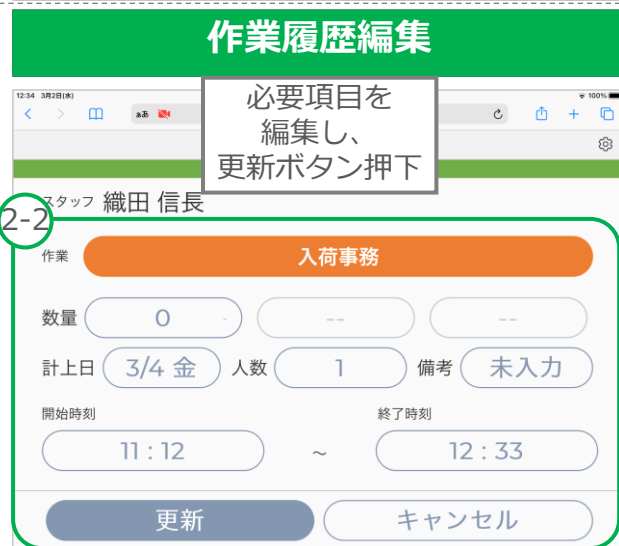 作業履歴編集
12:34 3月2日(水)
100%
ぁあ
必要項目を
編集し、
更新ボタン押下
スタッフ 織田 信長
2-2
作業 入荷事務
数量 0 - -- --
計上日 3/4 金 人数 1 備考 未入力
開始時刻 終了時刻
11 : 12 ~ 12 : 33
更新 キャンセル